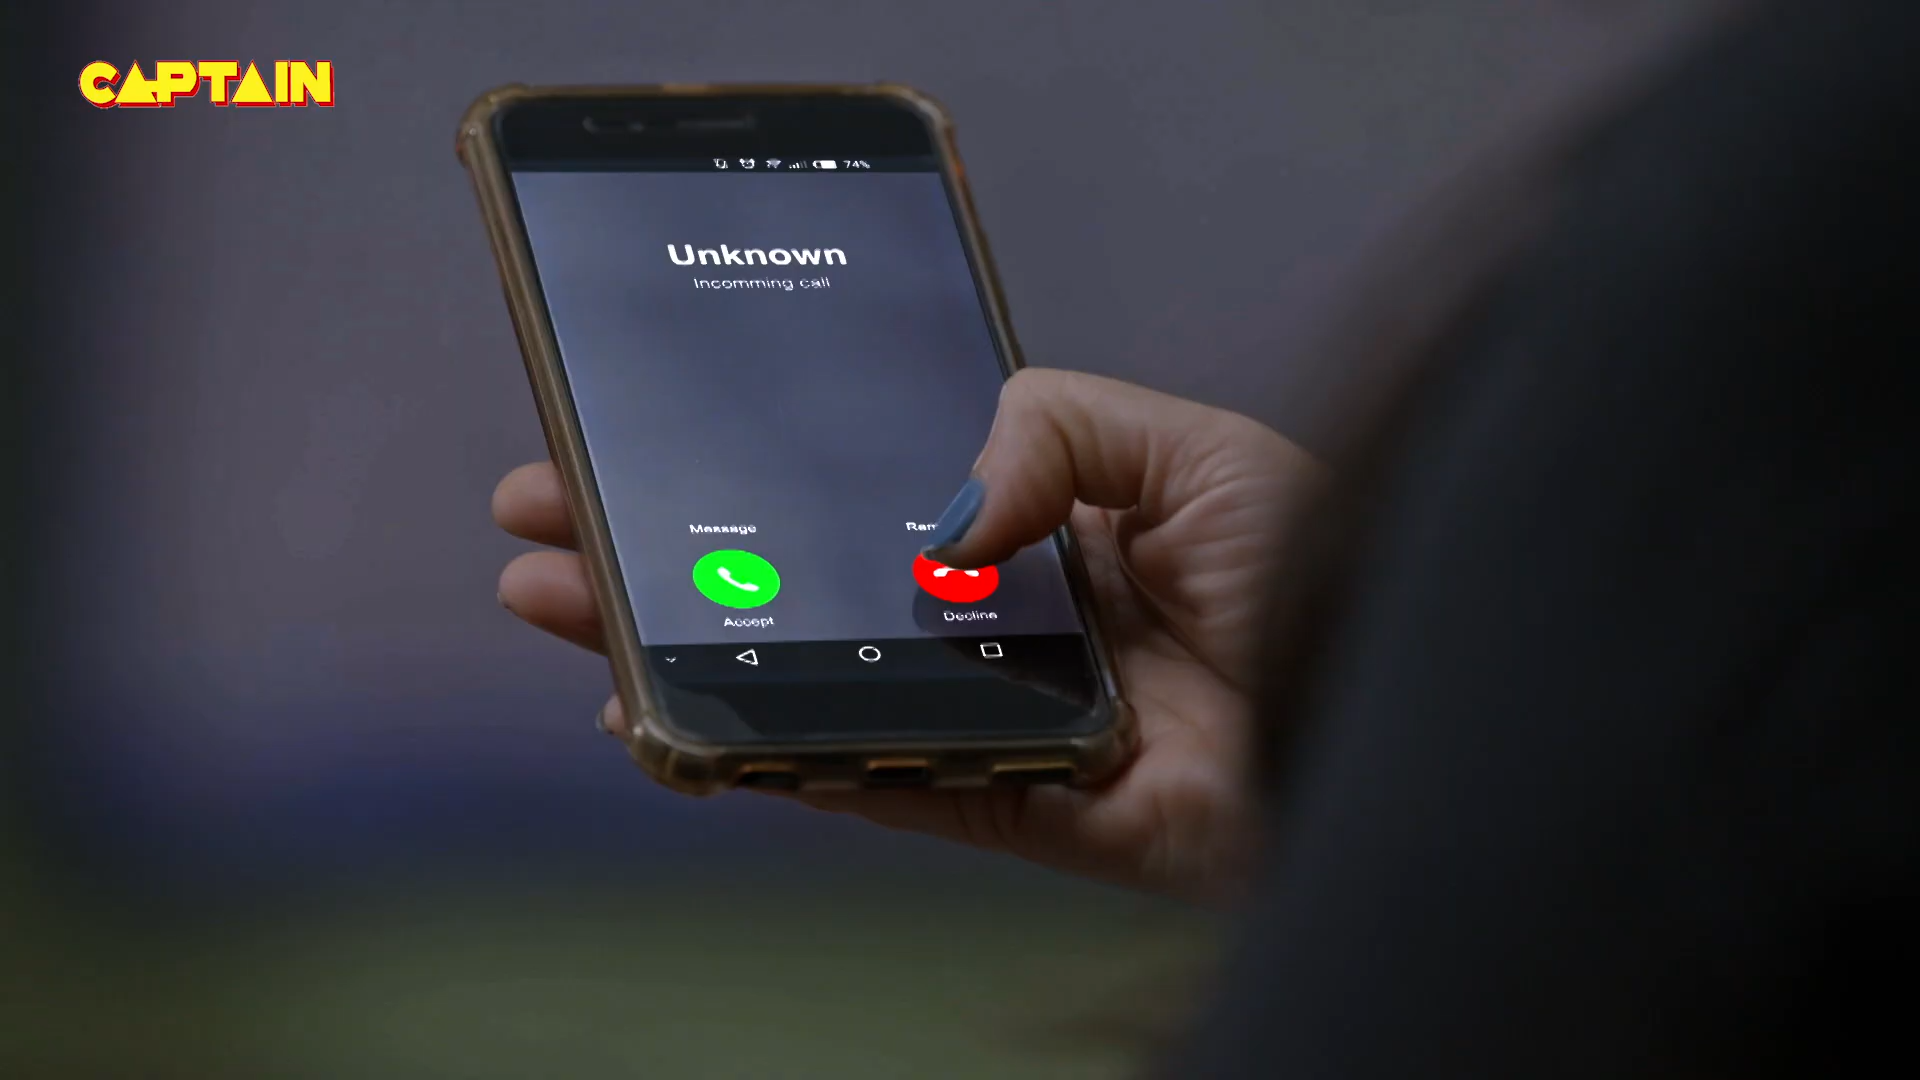 CAPTAIN
74%
Unknown
Incomming call
Message
Accept
Decline